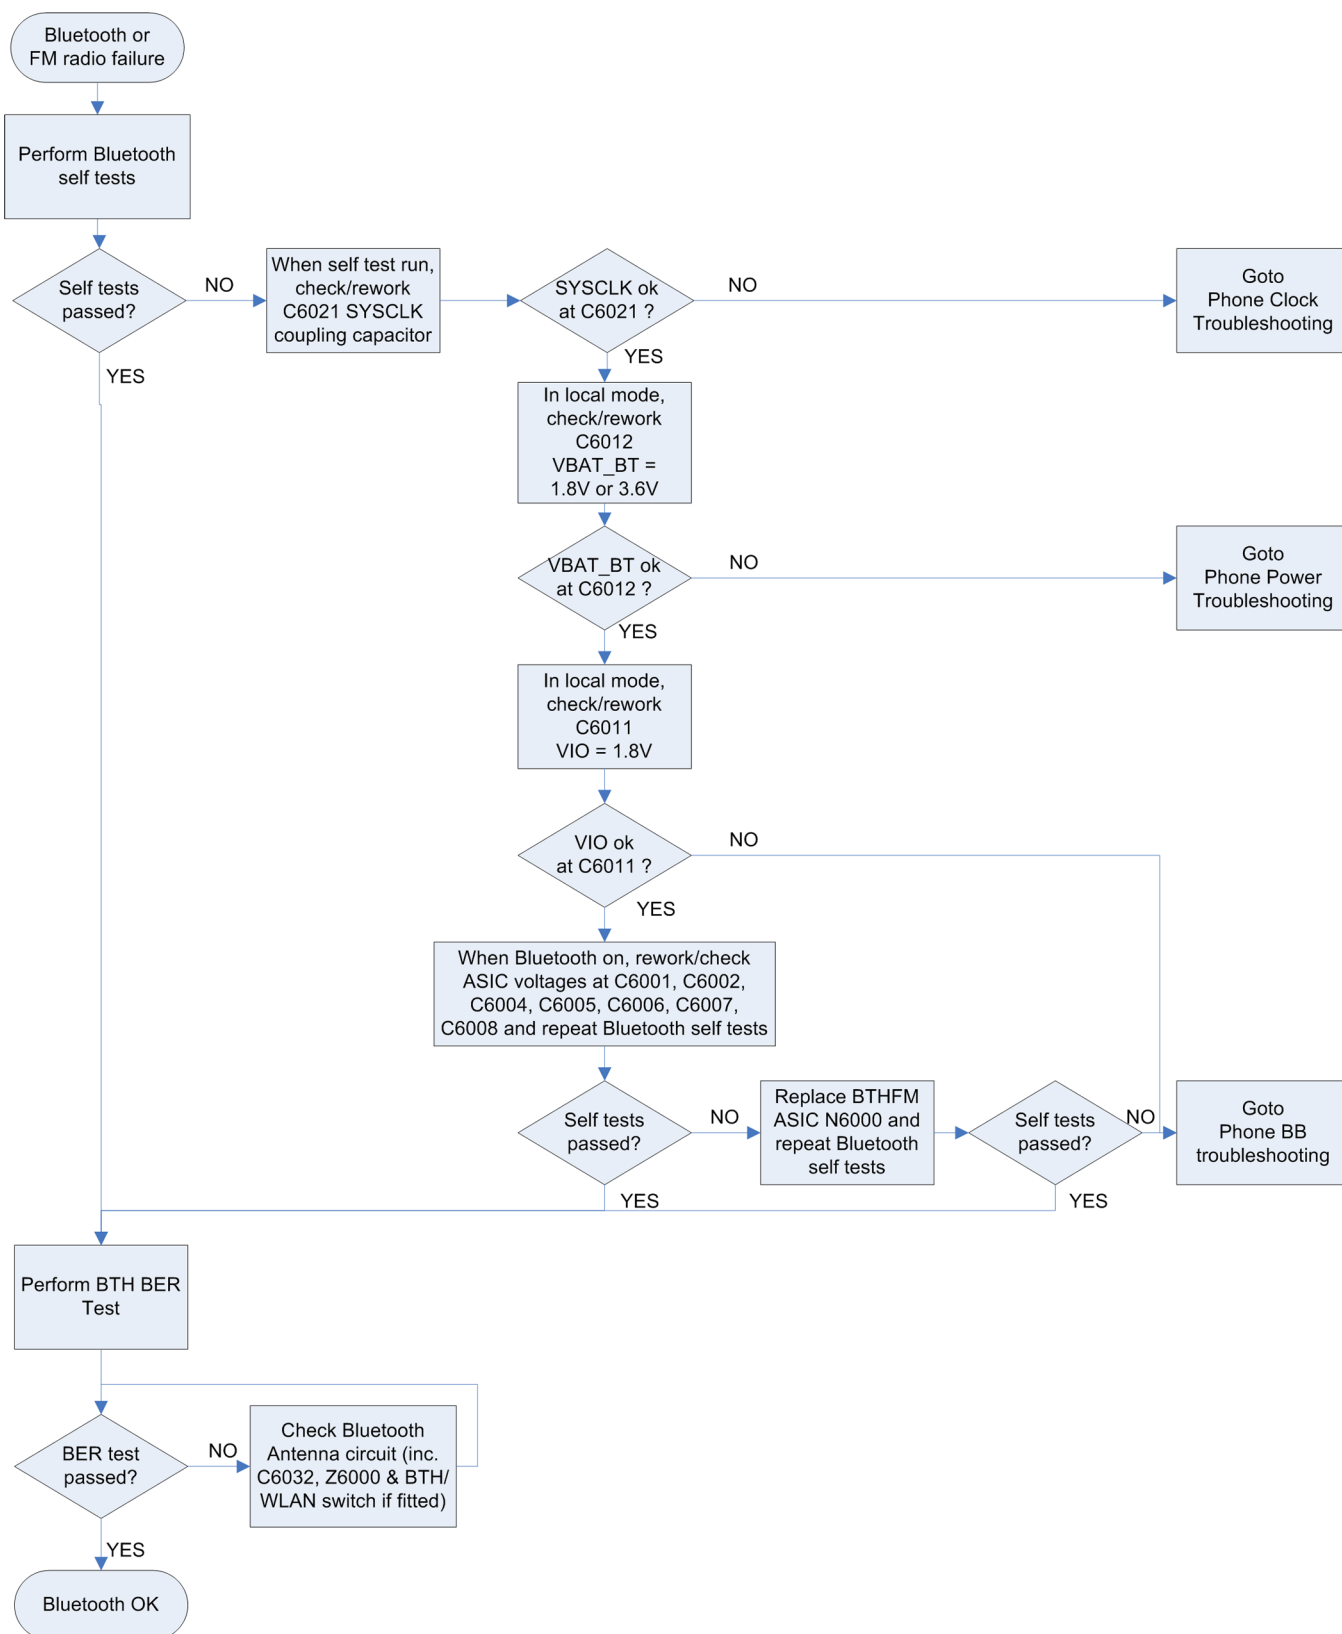 Bluetooth or
FM radio failure
Perform Bluetooth
self tests
Self tests
passed?
NO
When self test run,
check/rework
C6021 SYSCLK
coupling capacitor
SYSCLK ok
at C6021 ?
NO
Goto
Phone Clock
Troubleshooting
YES
YES
In local mode,
check/rework
C6012
VBAT_BT =
1.8V or 3.6V
VBAT_BT ok
at C6012 ?
NO
Goto
Phone Power
Troubleshooting
YES
In local mode,
check/rework
C6011
VIO = 1.8V
VIO ok
at C6011 ?
NO
YES
When Bluetooth on, rework/check
ASIC voltages at C6001, C6002,
C6004, C6005, C6006, C6007,
C6008 and repeat Bluetooth self tests
Self tests
passed?
NO
Replace BTHFM
ASIC N6000 and
repeat Bluetooth
self tests
Self tests
passed?
NO
Goto
Phone BB
troubleshooting
YES
YES
Perform BTH BER
Test
BER test
passed?
NO
Check Bluetooth
Antenna circuit (inc.
C6032, Z6000 & BTH/
WLAN switch if fitted)
YES
Bluetooth OK